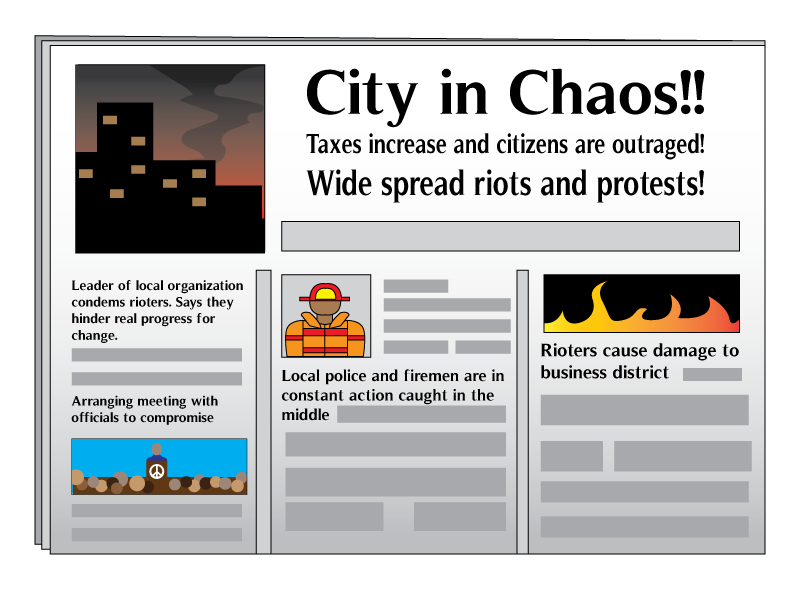 City in Chaos!!
Taxes increase and citizens are outraged!
Wide spread riots and protests!
Leader of local organization
condems rioters. Says they
hinder real progress for
change.
Arranging meeting with
officials to compromise
Local police and firemen are in
constant action caught in the
middle
Rioters cause damage to
business district